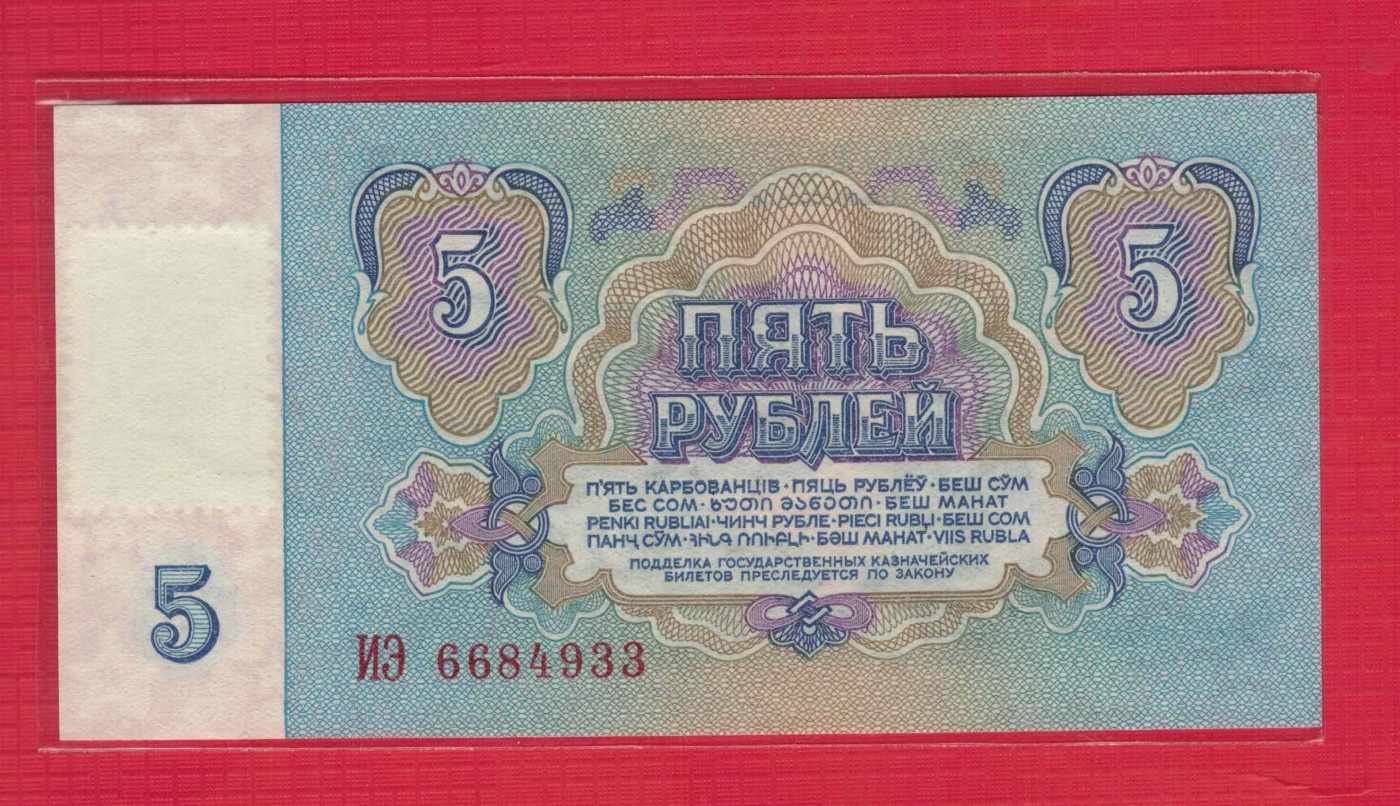 5
5
ПЯТЬ
РУБЛЕЙ
П'ЯТЬ КАРБОВАНЦІВ · ПЯЦЬ РУБЛЁЎ · БЕШ СЎМ
БЕС СОМ · ხუთი მანეთი · БЕШ МАНАТ
PENKI RUBLIAI · ЧИНЧ РУБЛЕ · PIECI RUBĻI · БЕШ СОМ
ПАНҶ СӮМ · ՀԻՆԳ ՌՈՒԲԼԻ · БӘШ МАНАТ · VIIS RUBLA
ПОДДЕЛКА ГОСУДАРСТВЕННЫХ КАЗНАЧЕЙСКИХ
БИЛЕТОВ ПРЕСЛЕДУЕТСЯ ПО ЗАКОНУ
5
ИЭ 6684933